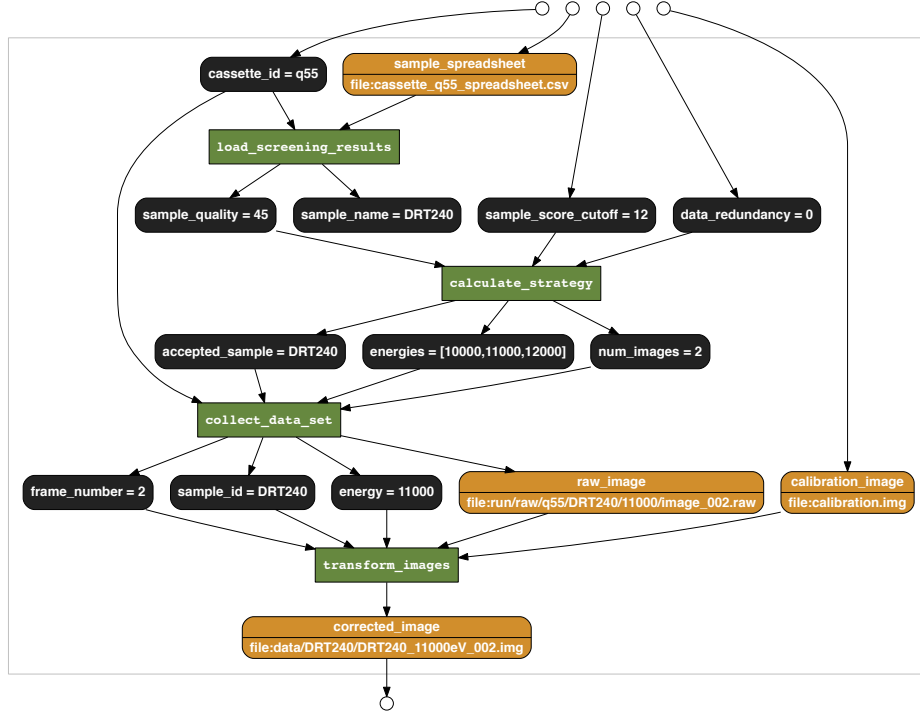 cassette_id = q55
sample_spreadsheet
file:cassette_q55_spreadsheet.csv
load_screening_results
sample_quality = 45
sample_name = DRT240
sample_score_cutoff = 12
data_redundancy = 0
calculate_strategy
accepted_sample = DRT240
energies = [10000,11000,12000]
num_images = 2
collect_data_set
frame_number = 2
sample_id = DRT240
energy = 11000
raw_image
file:run/raw/q55/DRT240/11000/image_002.raw
calibration_image
file:calibration.img
transform_images
corrected_image
file:data/DRT240/DRT240_11000eV_002.img